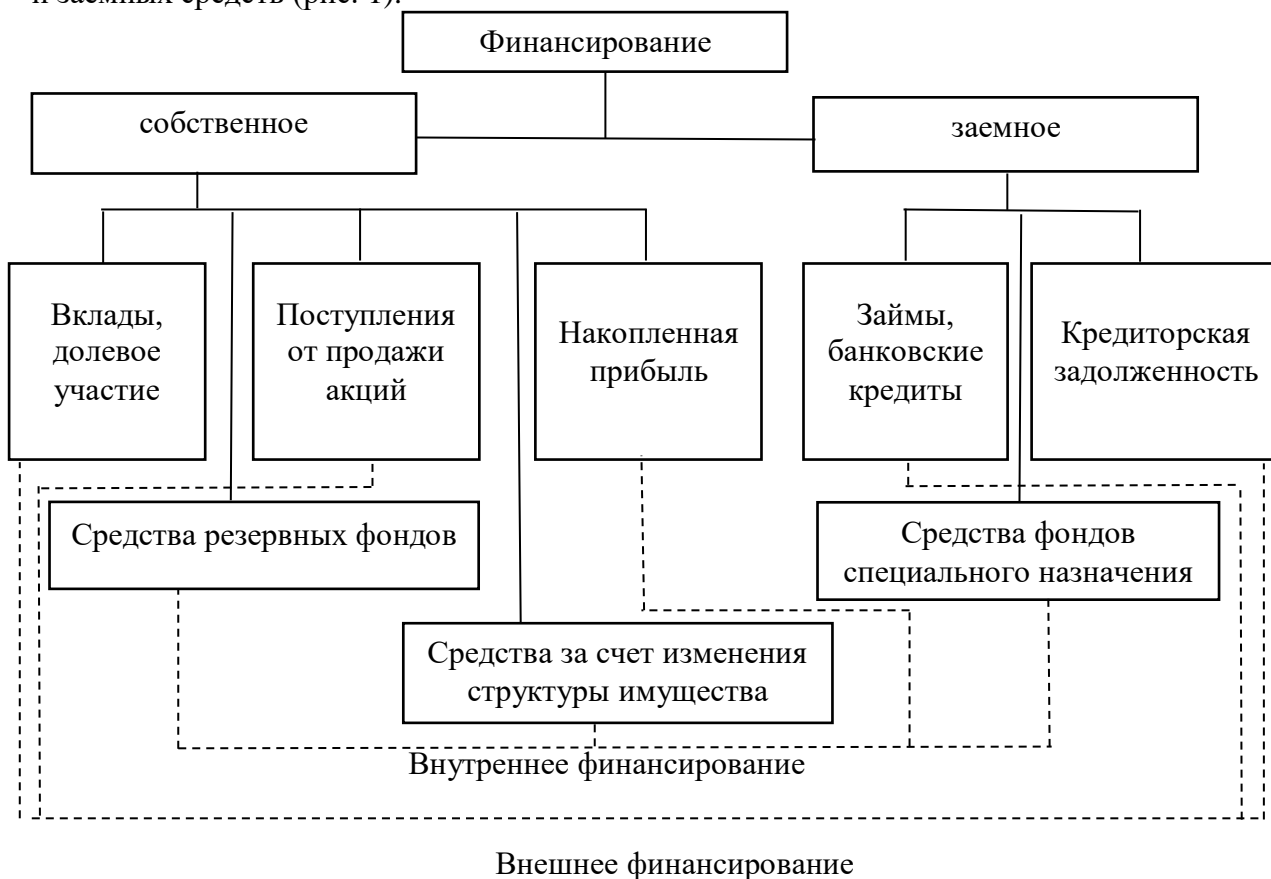 и заемных средств (рис. 1).
Финансирование
собственное
заемное
Вклады,
долевое
участие
Поступления
от продажи
акций
Накопленная
прибыль
Займы,
банковские
кредиты
Кредиторская
задолженность
Средства резервных фондов
Средства фондов
специального назначения
Средства за счет изменения
структуры имущества
Внутреннее финансирование
Внешнее финансирование